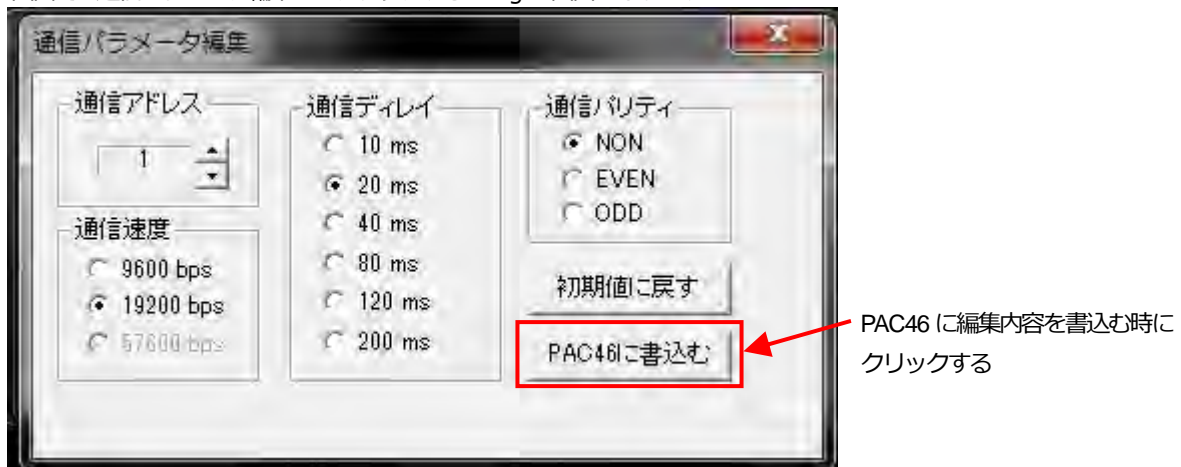 通信パラメータ編集
通信アドレス
1
通信速度
9600 bps
19200 bps
57600 bps
通信ディレイ
10 ms
20 ms
40 ms
80 ms
120 ms
200 ms
通信パリティ
NON
EVEN
ODD
初期値に戻す
PAC46に書込む
PAC46 に編集内容を書込む時に
クリックする